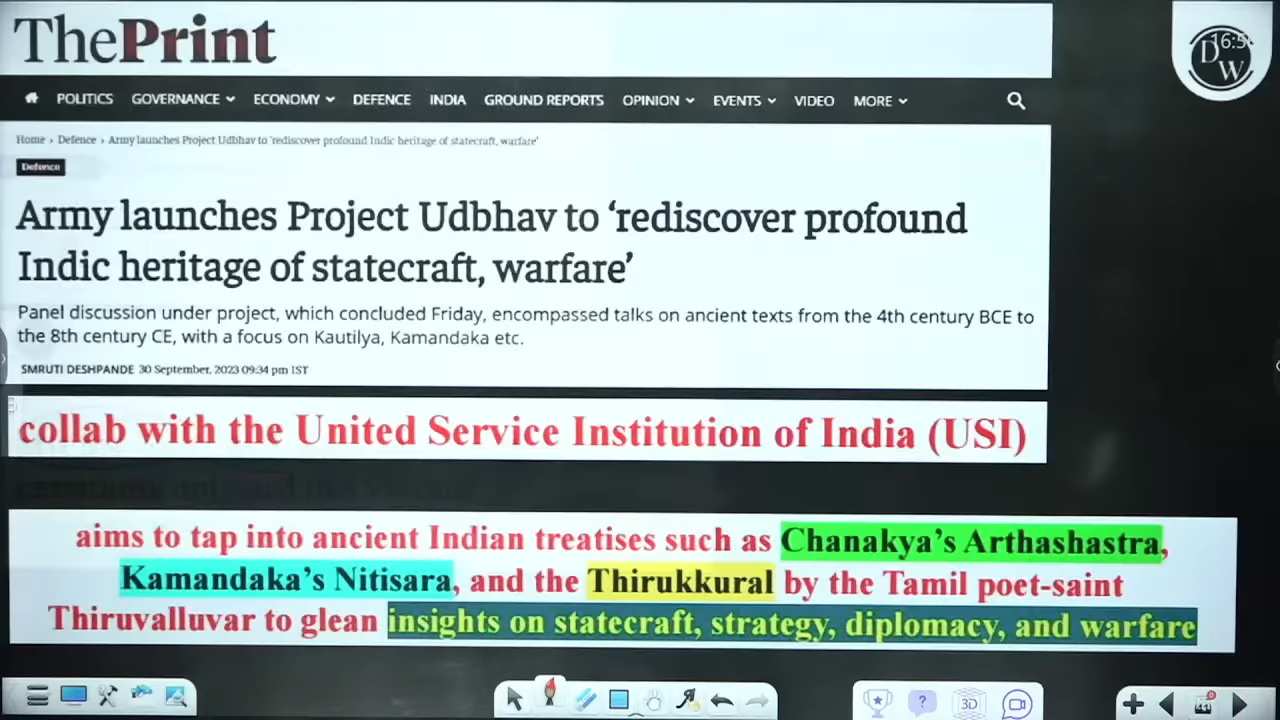 ThePrint
POLITICS GOVERNANCE ECONOMY DEFENCE INDIA GROUND REPORTS OPINION EVENTS VIDEO MORE
Home › Defence › Army launches Project Udbhav to 'rediscover profound Indic heritage of statecraft, warfare'
Defence
Army launches Project Udbhav to ‘rediscover profound
Indic heritage of statecraft, warfare’
Panel discussion under project, which concluded Friday, encompassed talks on ancient texts from the 4th century BCE to
the 8th century CE, with a focus on Kautilya, Kamandaka etc.
SMRUTI DESHPANDE 30 September, 2023 09:34 pm IST
collab with the United Service Institution of India (USI)
aims to tap into ancient Indian treatises such as Chanakya’s Arthashastra,
Kamandaka’s Nitisara, and the Thirukkural by the Tamil poet-saint
Thiruvalluvar to glean insights on statecraft, strategy, diplomacy, and warfare
DW
?
3D
0